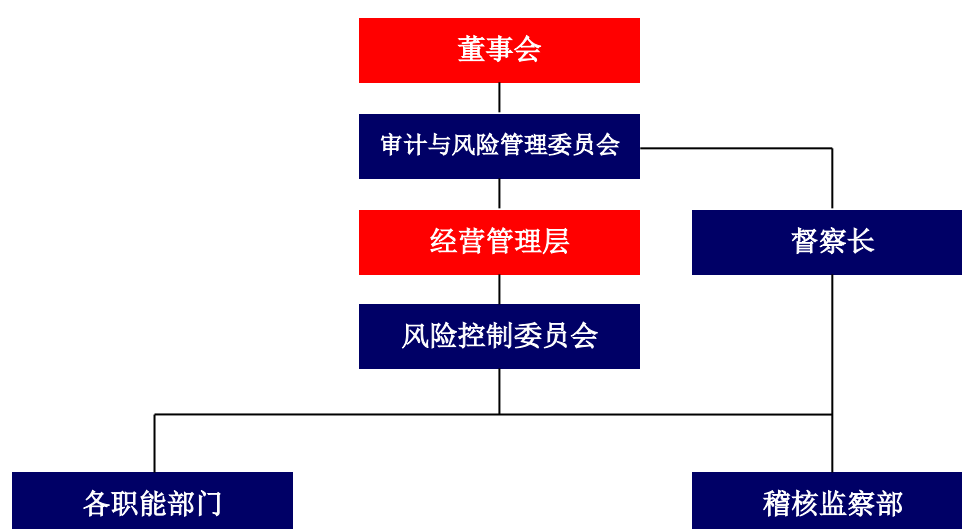 董事会
审计与风险管理委员会
经营管理层
督察长
风险控制委员会
各职能部门
稽核监察部